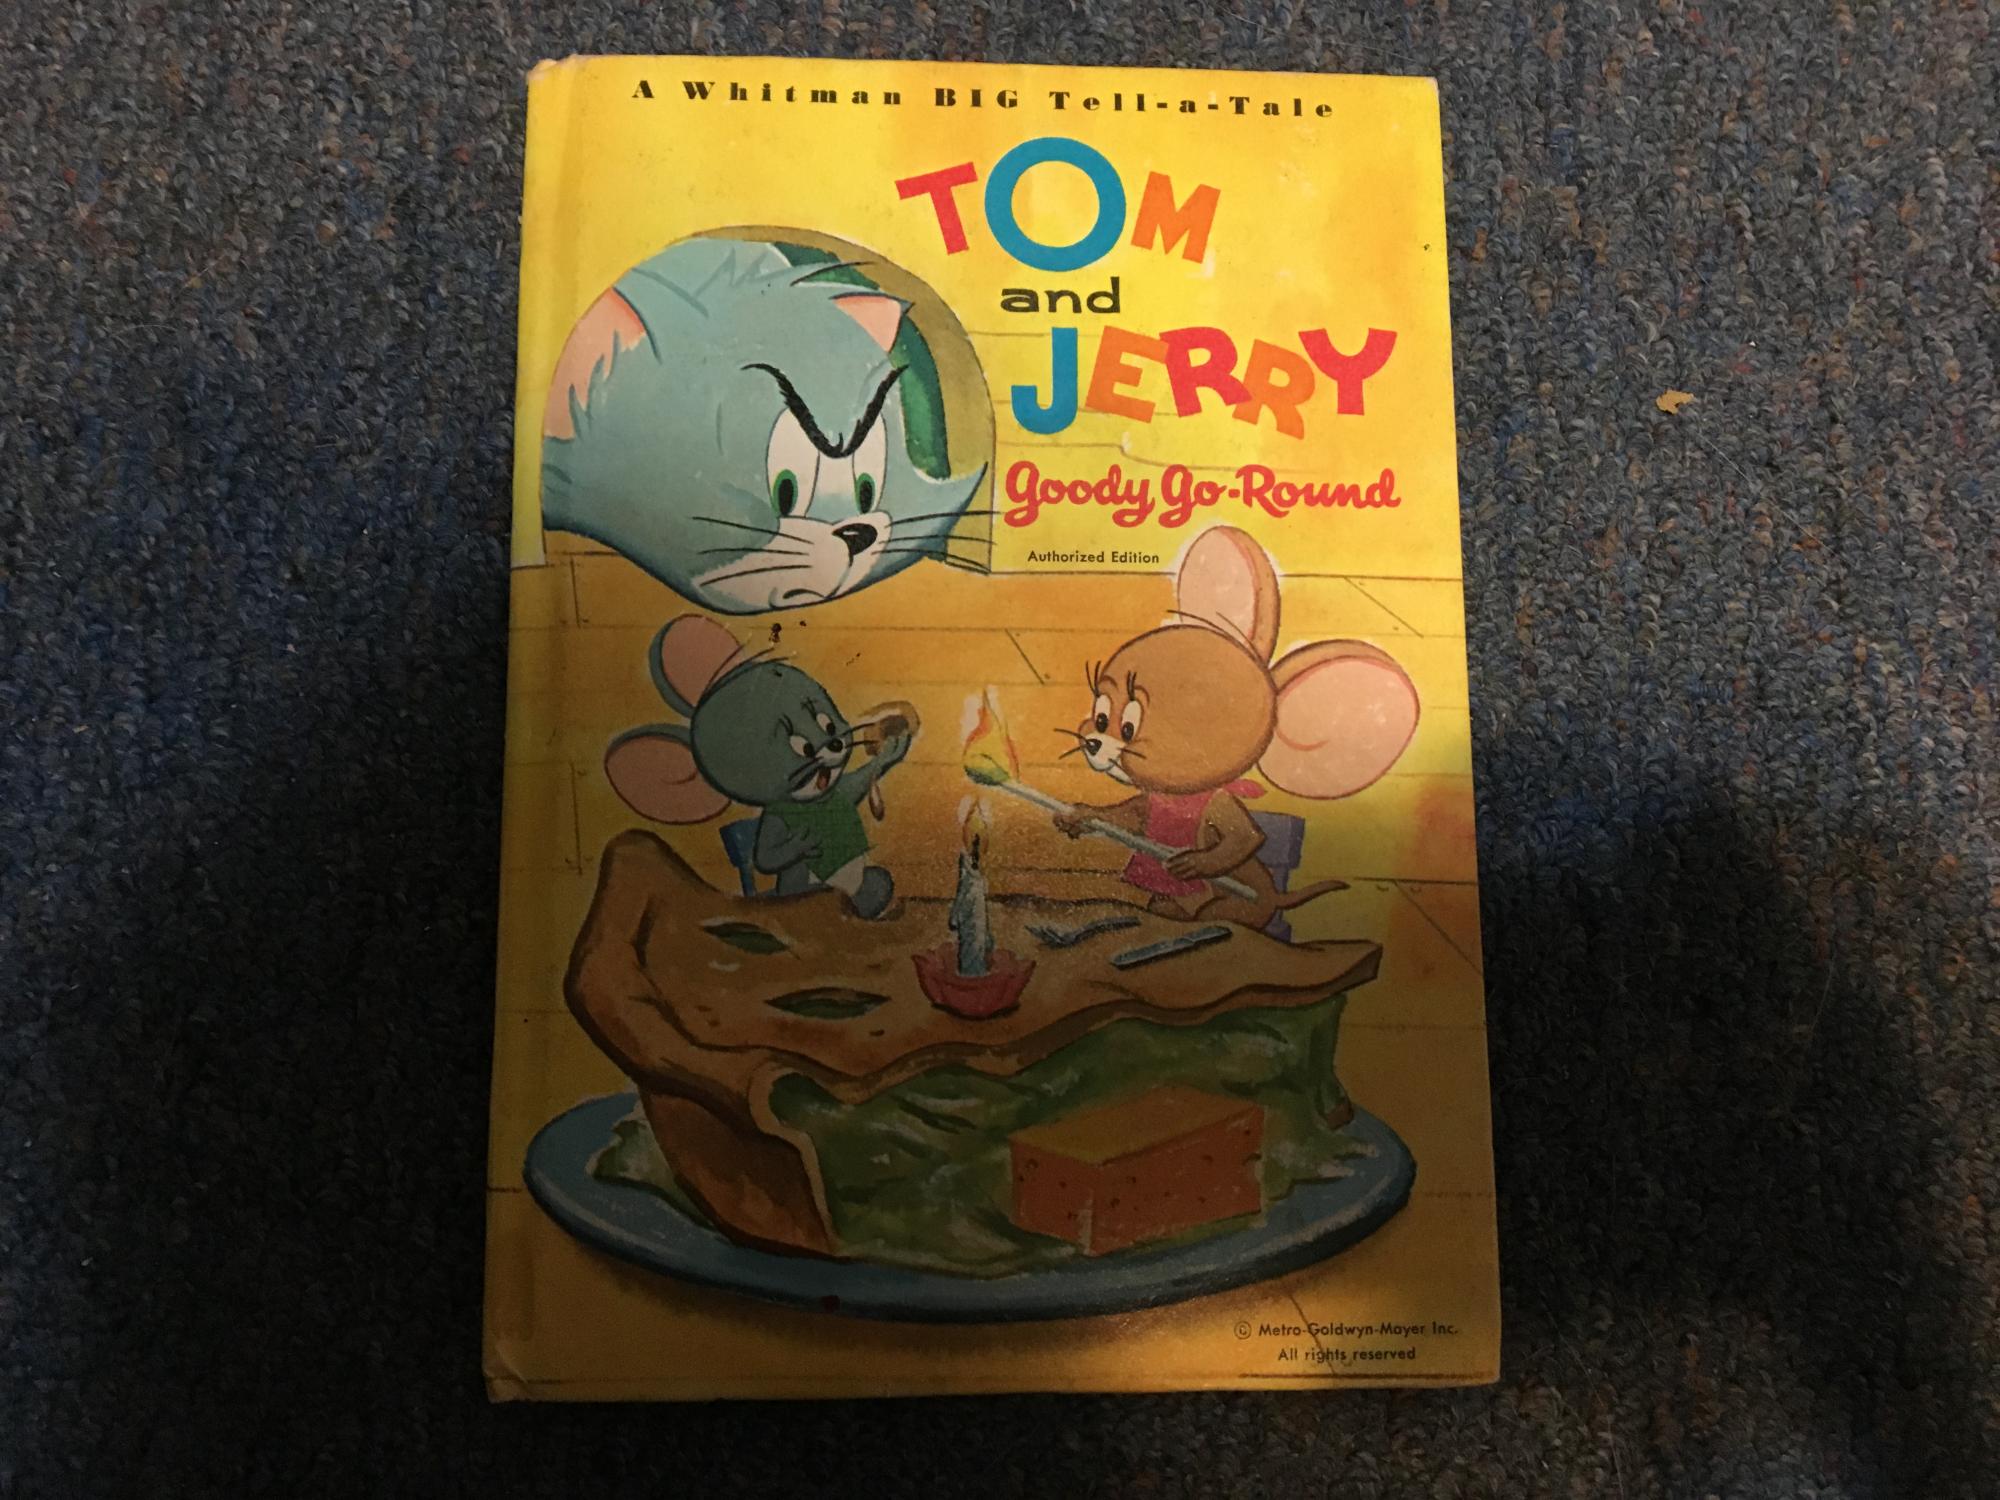 A Whitman BIG Tell-a-Tale
TOM
and
JERRY
Goody Go-Round
Authorized Edition
© Metro-Goldwyn-Mayer Inc.
All rights reserved